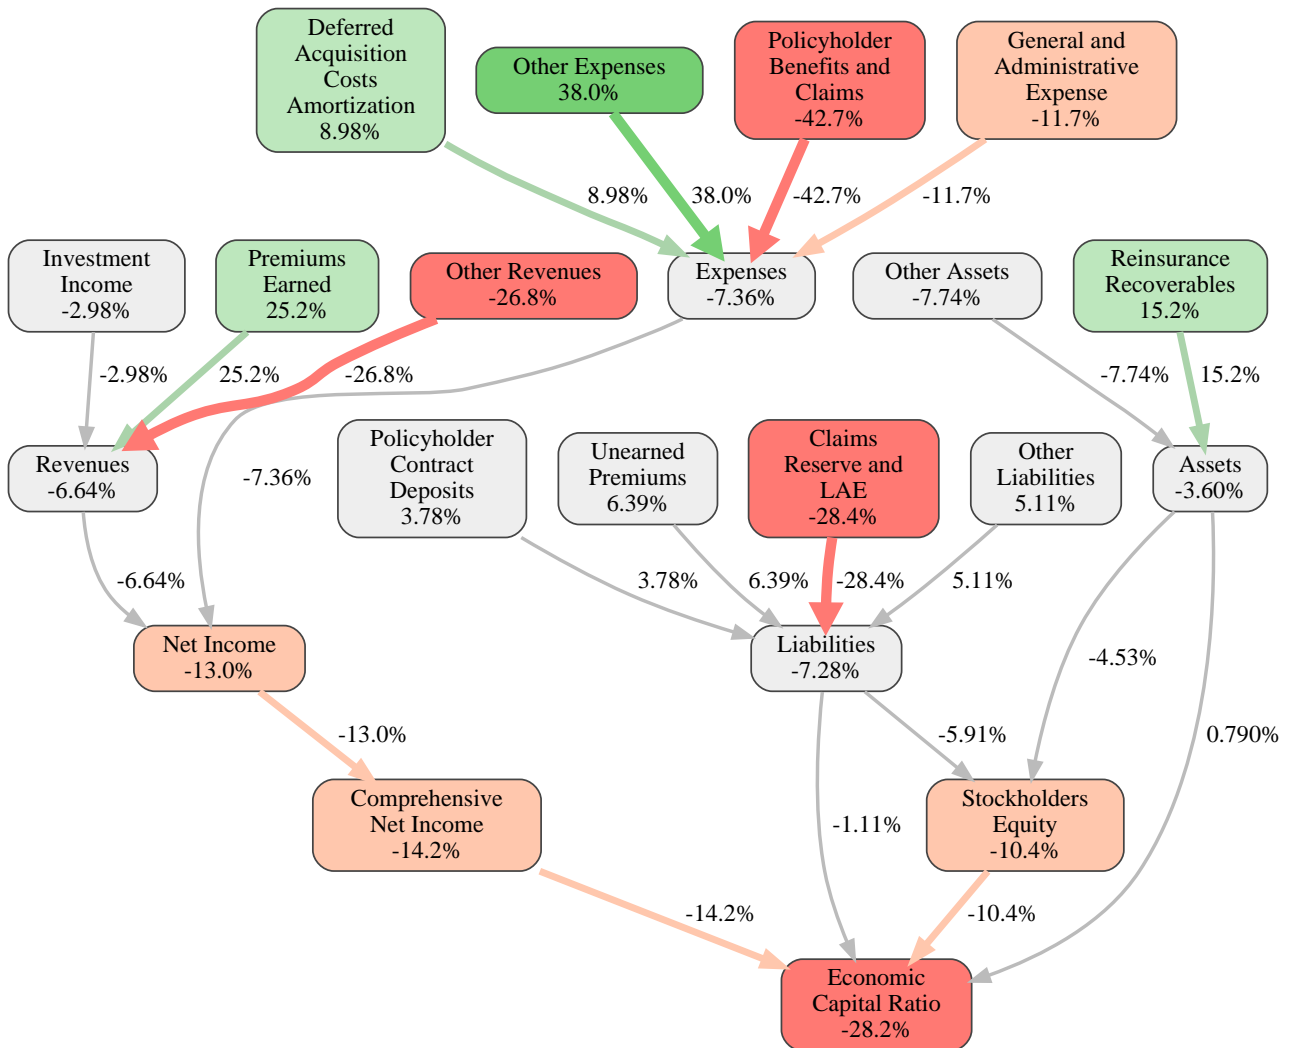 Deferred
Acquisition
Costs
Amortization
8.98%
Other Expenses
38.0%
Policyholder
Benefits and
Claims
-42.7%
General and
Administrative
Expense
-11.7%
8.98%
38.0%
-42.7%
-11.7%
Investment
Income
-2.98%
Premiums
Earned
25.2%
Other Revenues
-26.8%
Expenses
-7.36%
Other Assets
-7.74%
Reinsurance
Recoverables
15.2%
-2.98%
25.2%
-26.8%
-7.74%
15.2%
Revenues
-6.64%
-7.36%
Policyholder
Contract
Deposits
3.78%
Unearned
Premiums
6.39%
Claims
Reserve and
LAE
-28.4%
Other
Liabilities
5.11%
Assets
-3.60%
-6.64%
3.78%
6.39%
-28.4%
5.11%
Net Income
-13.0%
Liabilities
-7.28%
-4.53%
-13.0%
-5.91%
0.790%
Comprehensive
Net Income
-14.2%
-1.11%
Stockholders
Equity
-10.4%
-14.2%
-10.4%
Economic
Capital Ratio
-28.2%